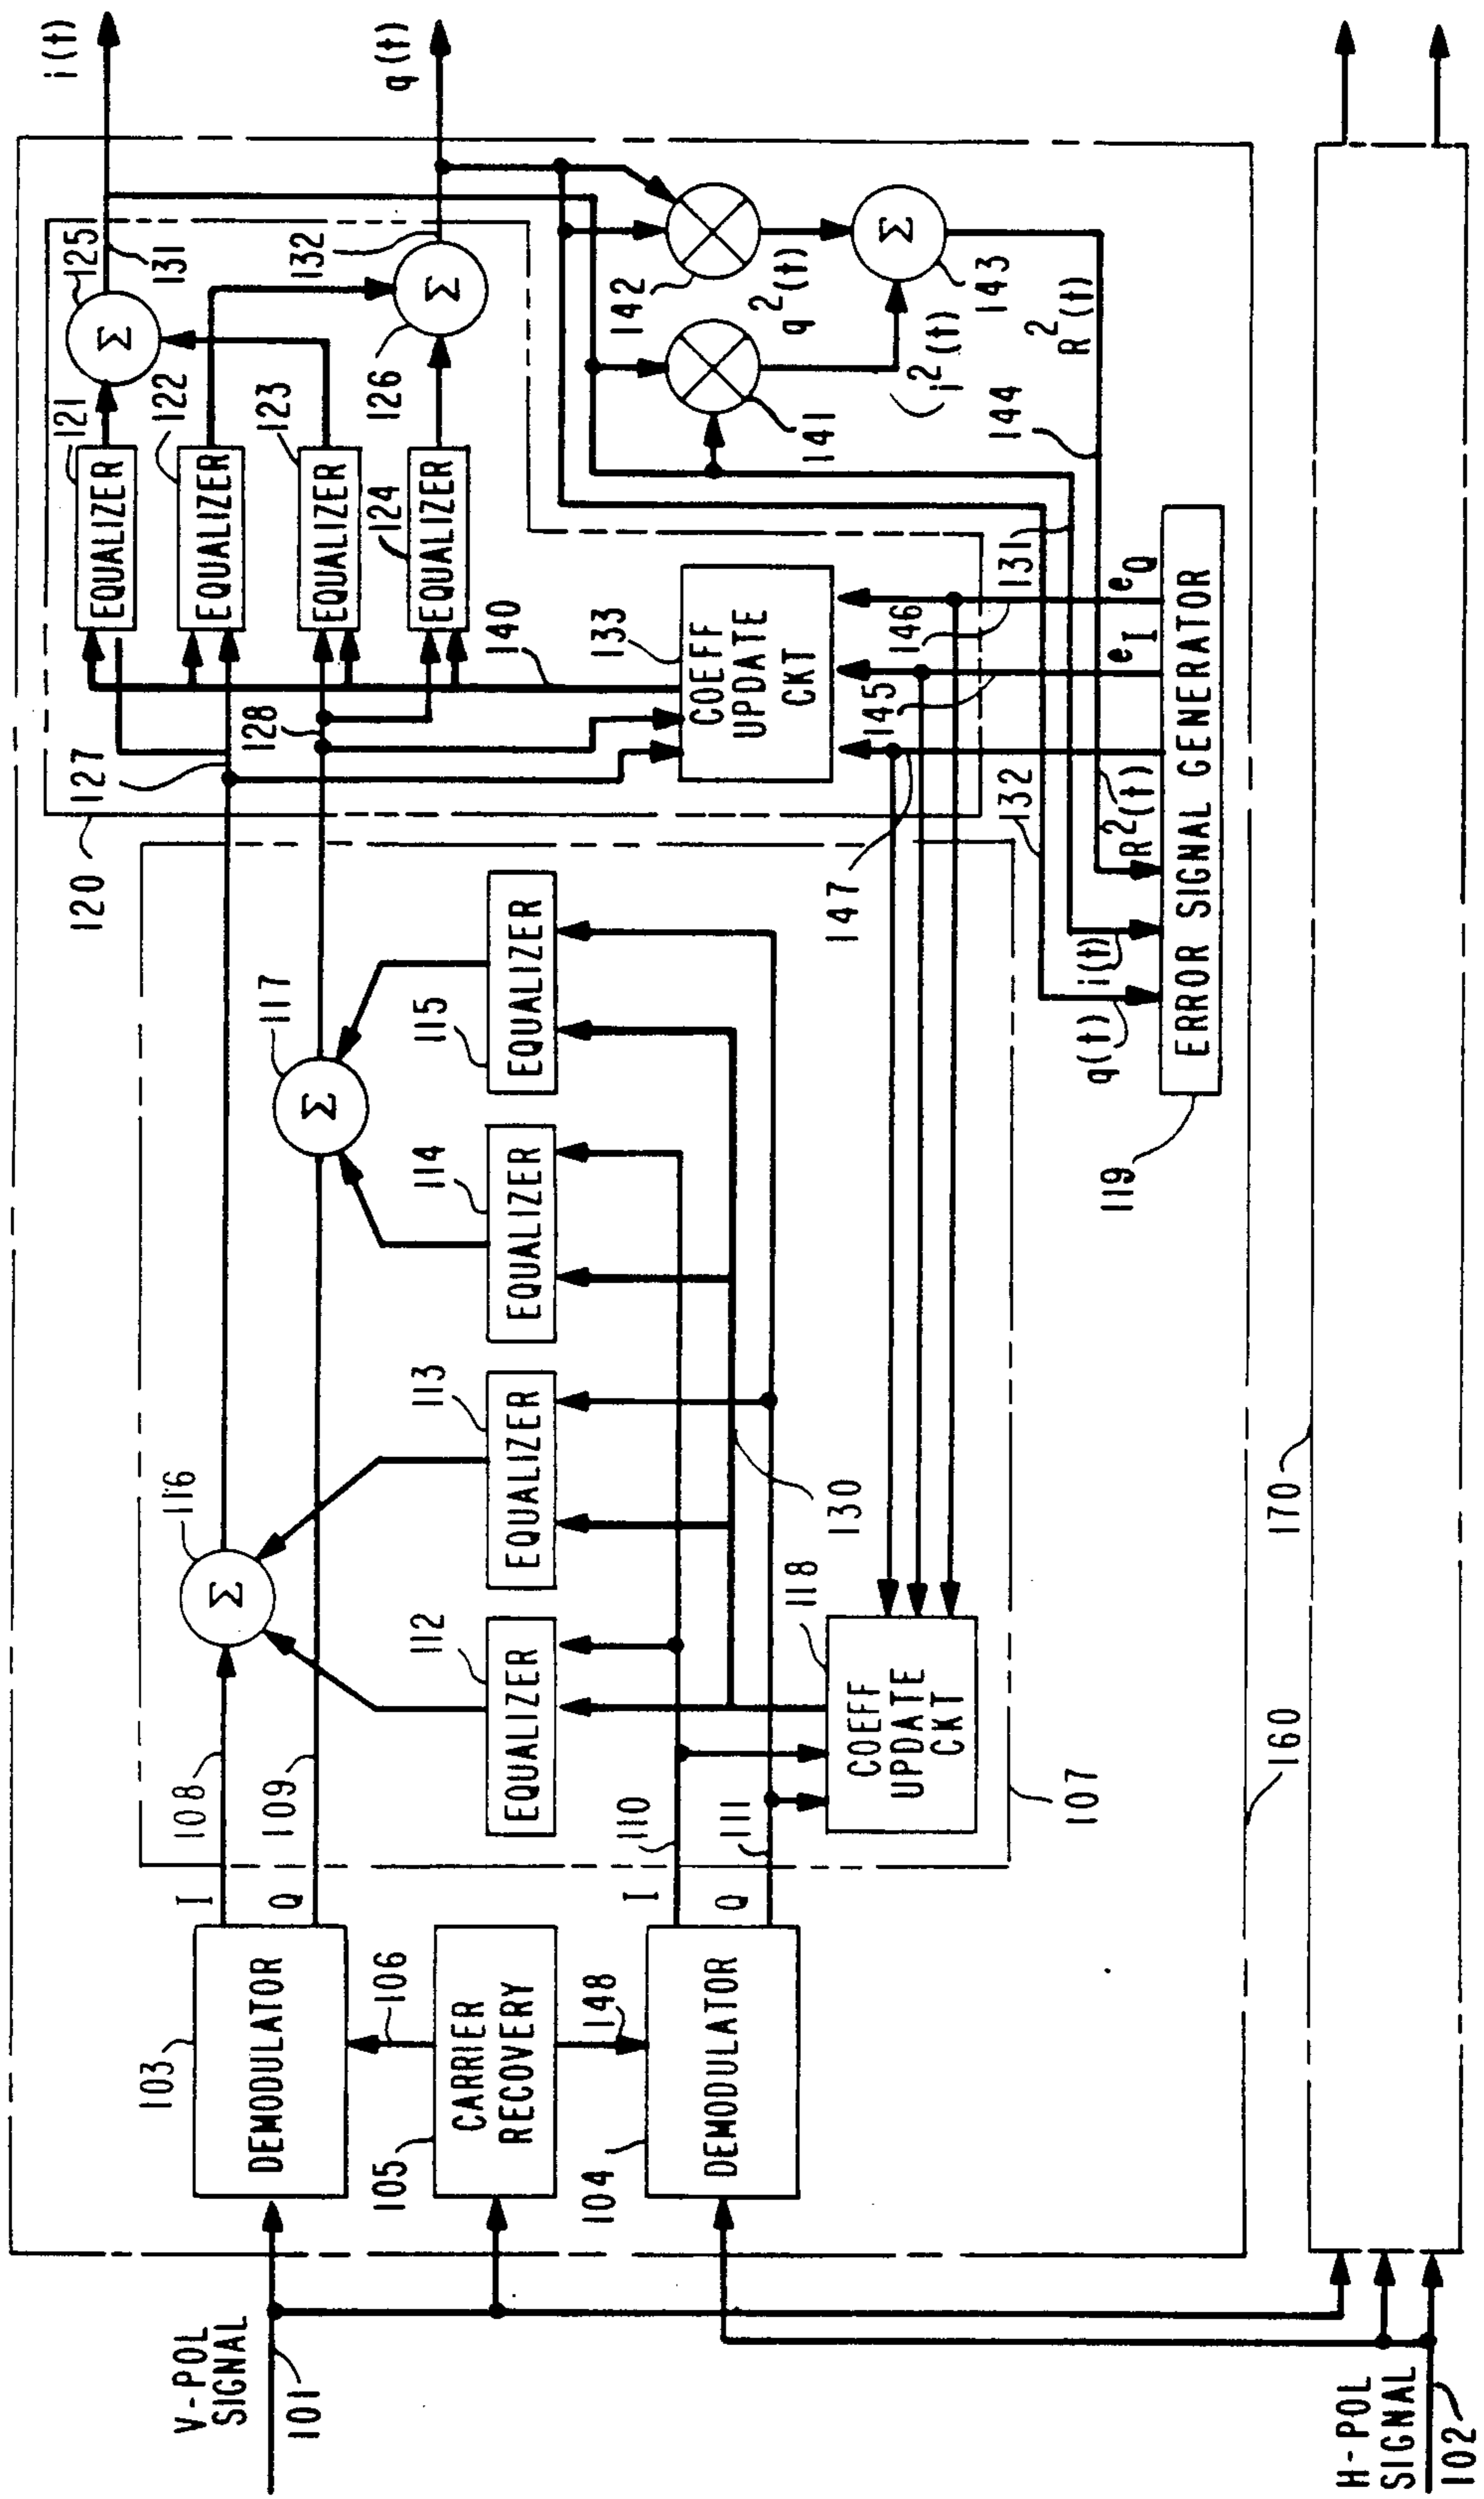 V-POL
SIGNAL
101
H-POL
SIGNAL
102
103
DEMODULATOR
106
105
CARRIER
RECOVERY
148
104
DEMODULATOR
I
Q
I
Q
108
109
110
111
116
Σ
117
Σ
112
EQUALIZER
113
EQUALIZER
114
EQUALIZER
115
EQUALIZER
130
118
COEFF
UPDATE
CKT
107
160
170
120
127
128
121
EQUALIZER
122
EQUALIZER
123
EQUALIZER
124
EQUALIZER
125
Σ
131
126
Σ
132
i(t)
q(t)
140
133
COEFF
UPDATE
CKT
141
142
q²(t)
i²(t)
Σ
143
R²(t)
144
145
146
147
131
132
e_I
e_Q
q(t)
i(t)
R²(t)
ERROR SIGNAL GENERATOR
119